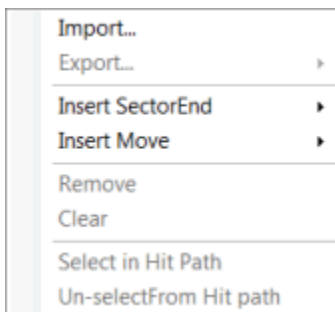 Import...
Export...
Insert SectorEnd
Insert Move
Remove
Clear
Select in Hit Path
Un-selectFrom Hit path